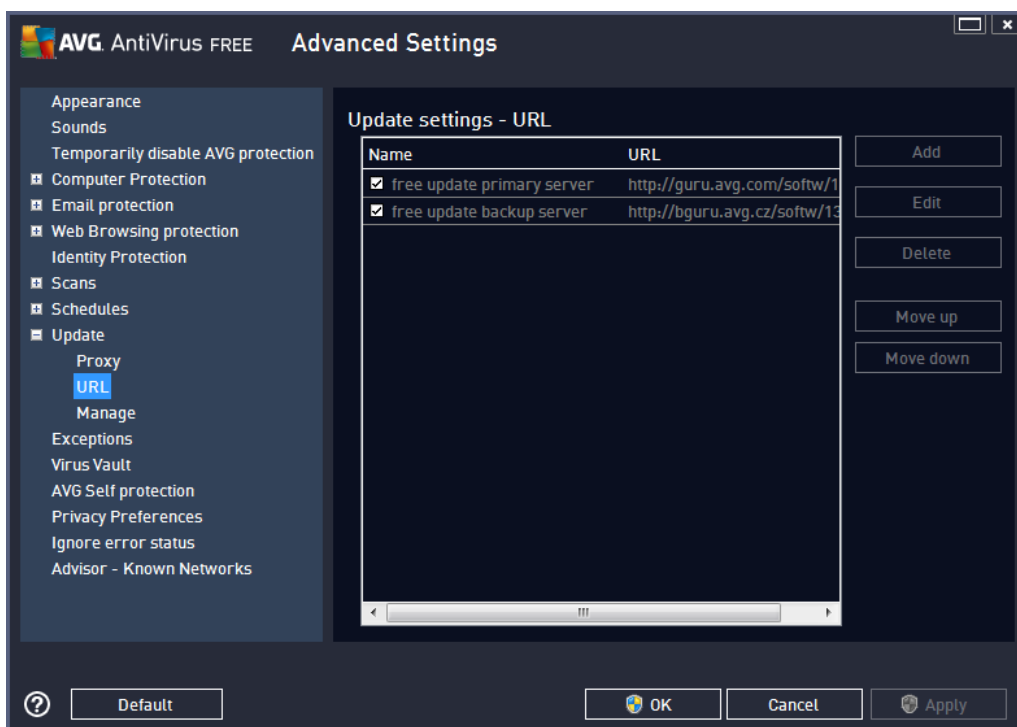 AVG. AntiVirus FREE Advanced Settings
Appearance
Sounds
Temporarily disable AVG protection
Computer Protection
Email protection
Web Browsing protection
Identity Protection
Scans
Schedules
Update
Proxy
URL
Manage
Exceptions
Virus Vault
AVG Self protection
Privacy Preferences
Ignore error status
Advisor - Known Networks
Update settings - URL
Name URL
free update primary server http://guru.avg.com/softw/1
free update backup server http://bguru.avg.cz/softw/13
Add
Edit
Delete
Move up
Move down
? Default OK Cancel Apply